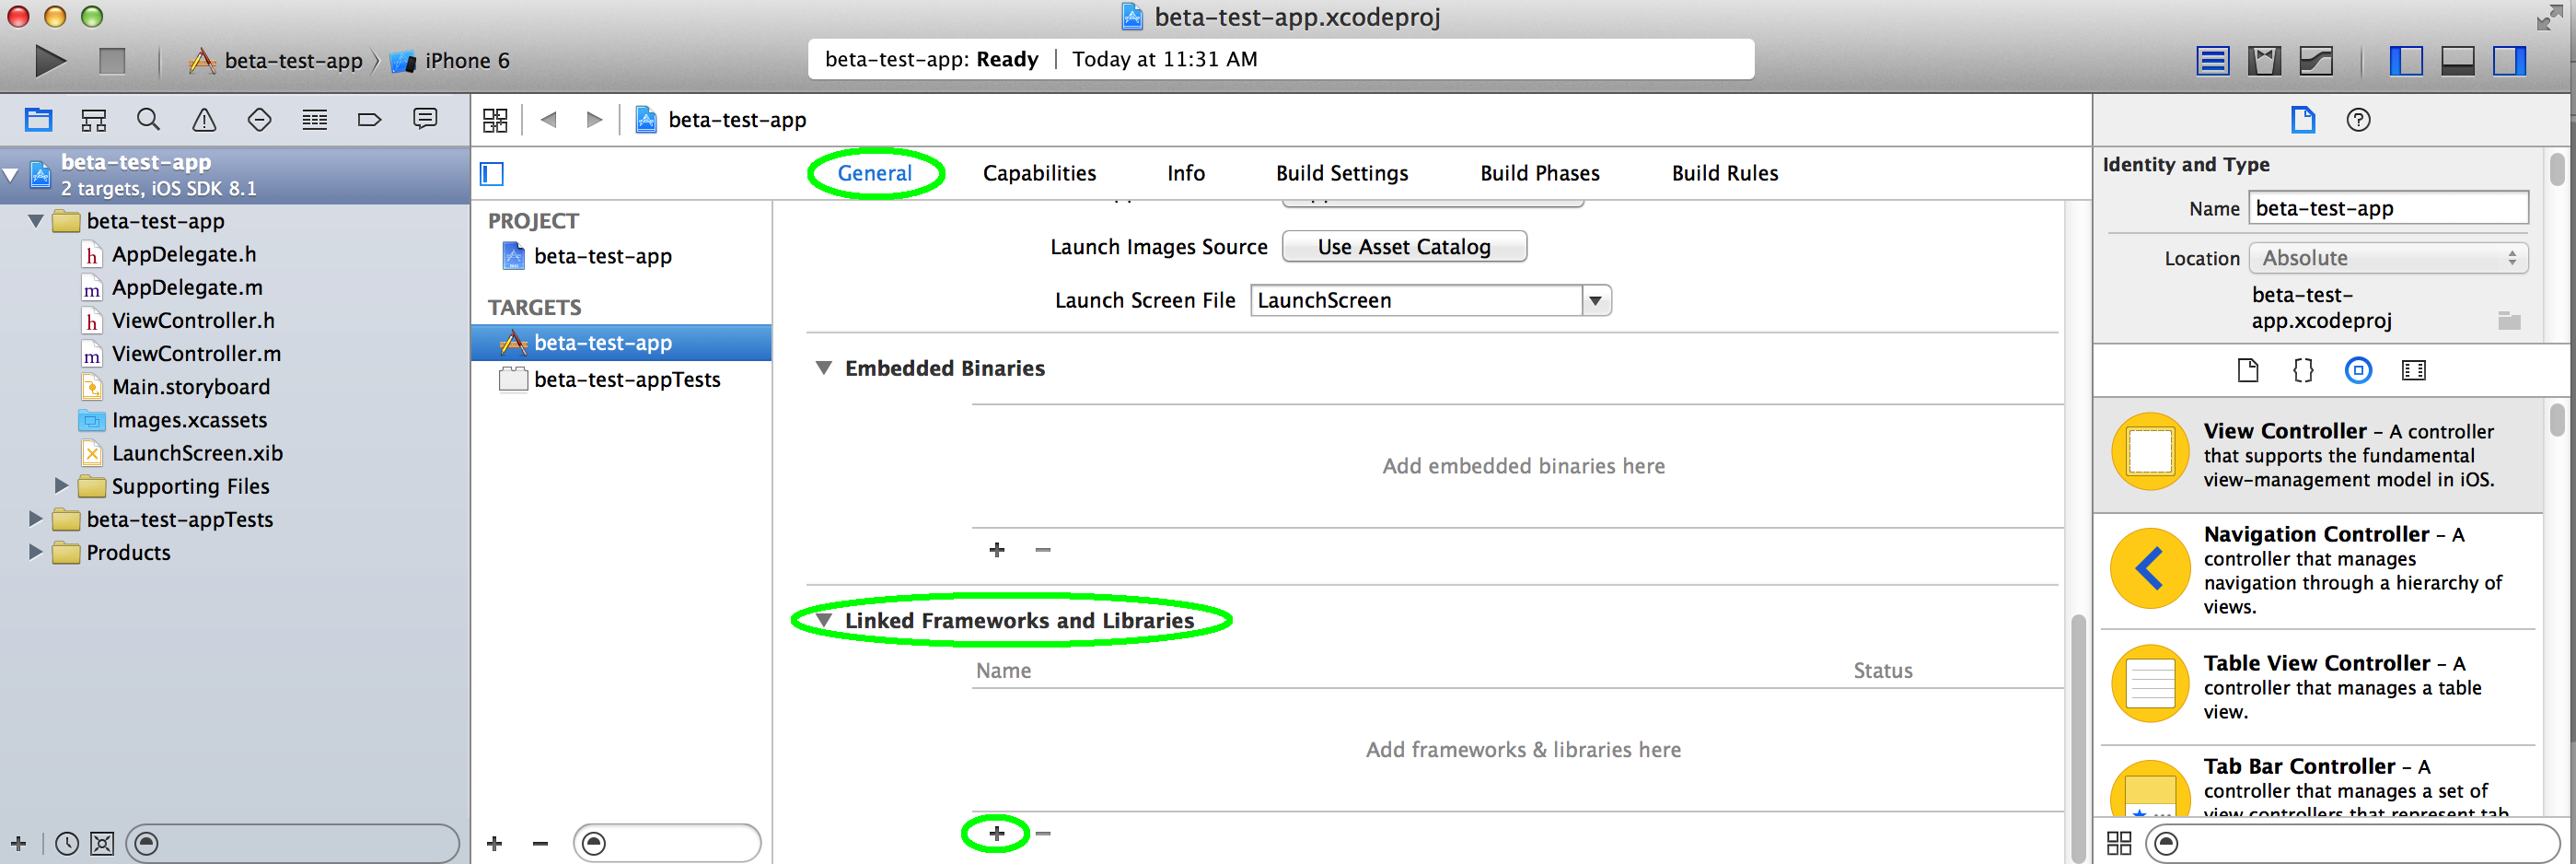 beta-test-app.xcodeproj
beta-test-app
iPhone 6
beta-test-app: Ready | Today at 11:31 AM
beta-test-app
2 targets, iOS SDK 8.1
beta-test-app
AppDelegate.h
AppDelegate.m
ViewController.h
ViewController.m
Main.storyboard
Images.xcassets
LaunchScreen.xib
Supporting Files
beta-test-appTests
Products
beta-test-app
General
Capabilities
Info
Build Settings
Build Phases
Build Rules
PROJECT
beta-test-app
TARGETS
beta-test-app
beta-test-appTests
Launch Images Source
Use Asset Catalog
Launch Screen File
LaunchScreen
Embedded Binaries
Add embedded binaries here
Linked Frameworks and Libraries
Name
Status
Add frameworks & libraries here
Identity and Type
Name
beta-test-app
Location
Absolute
beta-test-
app.xcodeproj
View Controller – A controller
that supports the fundamental
view-management model in iOS.
Navigation Controller – A
controller that manages
navigation through a hierarchy of
views.
Table View Controller – A
controller that manages a table
view.
Tab Bar Controller – A
controller that manages a set of
view controllers that represent tab